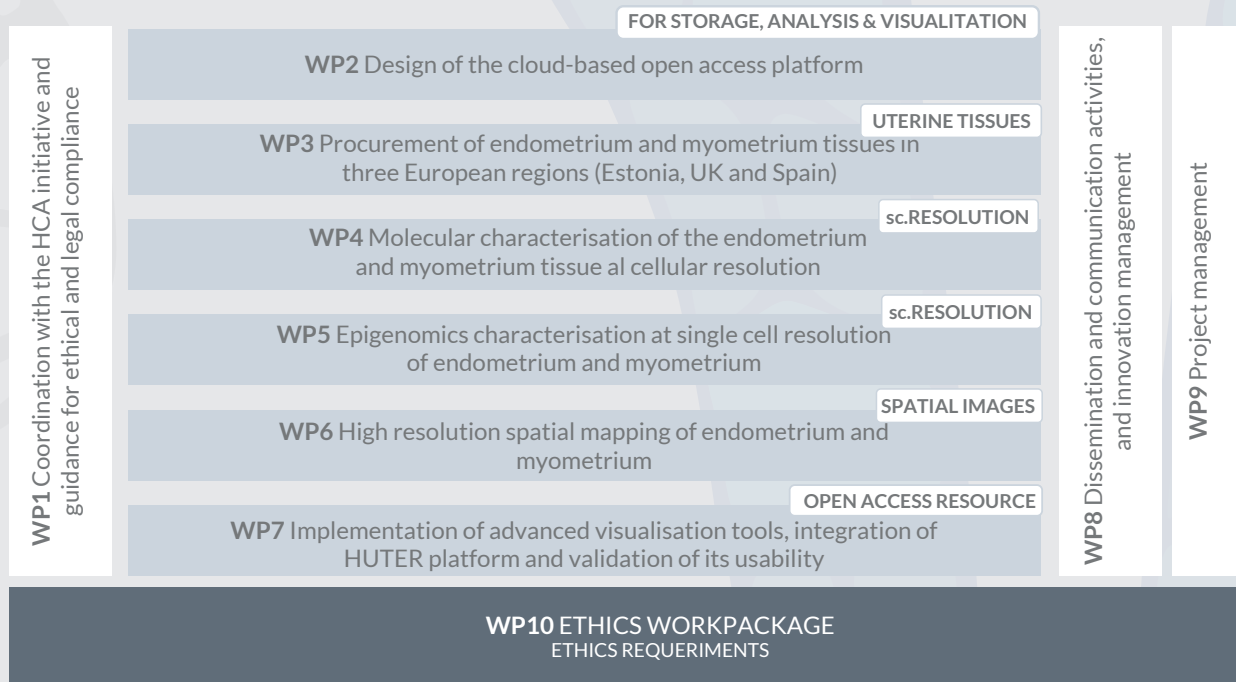 WP1 Coordination with the HCA initiative and
guidance for ethical and legal compliance
FOR STORAGE, ANALYSIS & VISUALITATION
WP2 Design of the cloud-based open access platform
UTERINE TISSUES
WP3 Procurement of endometrium and myometrium tissues in
three European regions (Estonia, UK and Spain)
sc.RESOLUTION
WP4 Molecular characterisation of the endometrium
and myometrium tissue al cellular resolution
sc.RESOLUTION
WP5 Epigenomics characterisation at single cell resolution
of endometrium and myometrium
SPATIAL IMAGES
WP6 High resolution spatial mapping of endometrium and
myometrium
OPEN ACCESS RESOURCE
WP7 Implementation of advanced visualisation tools, integration of
HUTER platform and validation of its usability
WP8 Dissemination and communication activities,
and innovation management
WP9 Project management
WP10 ETHICS WORKPACKAGE
ETHICS REQUERIMENTS